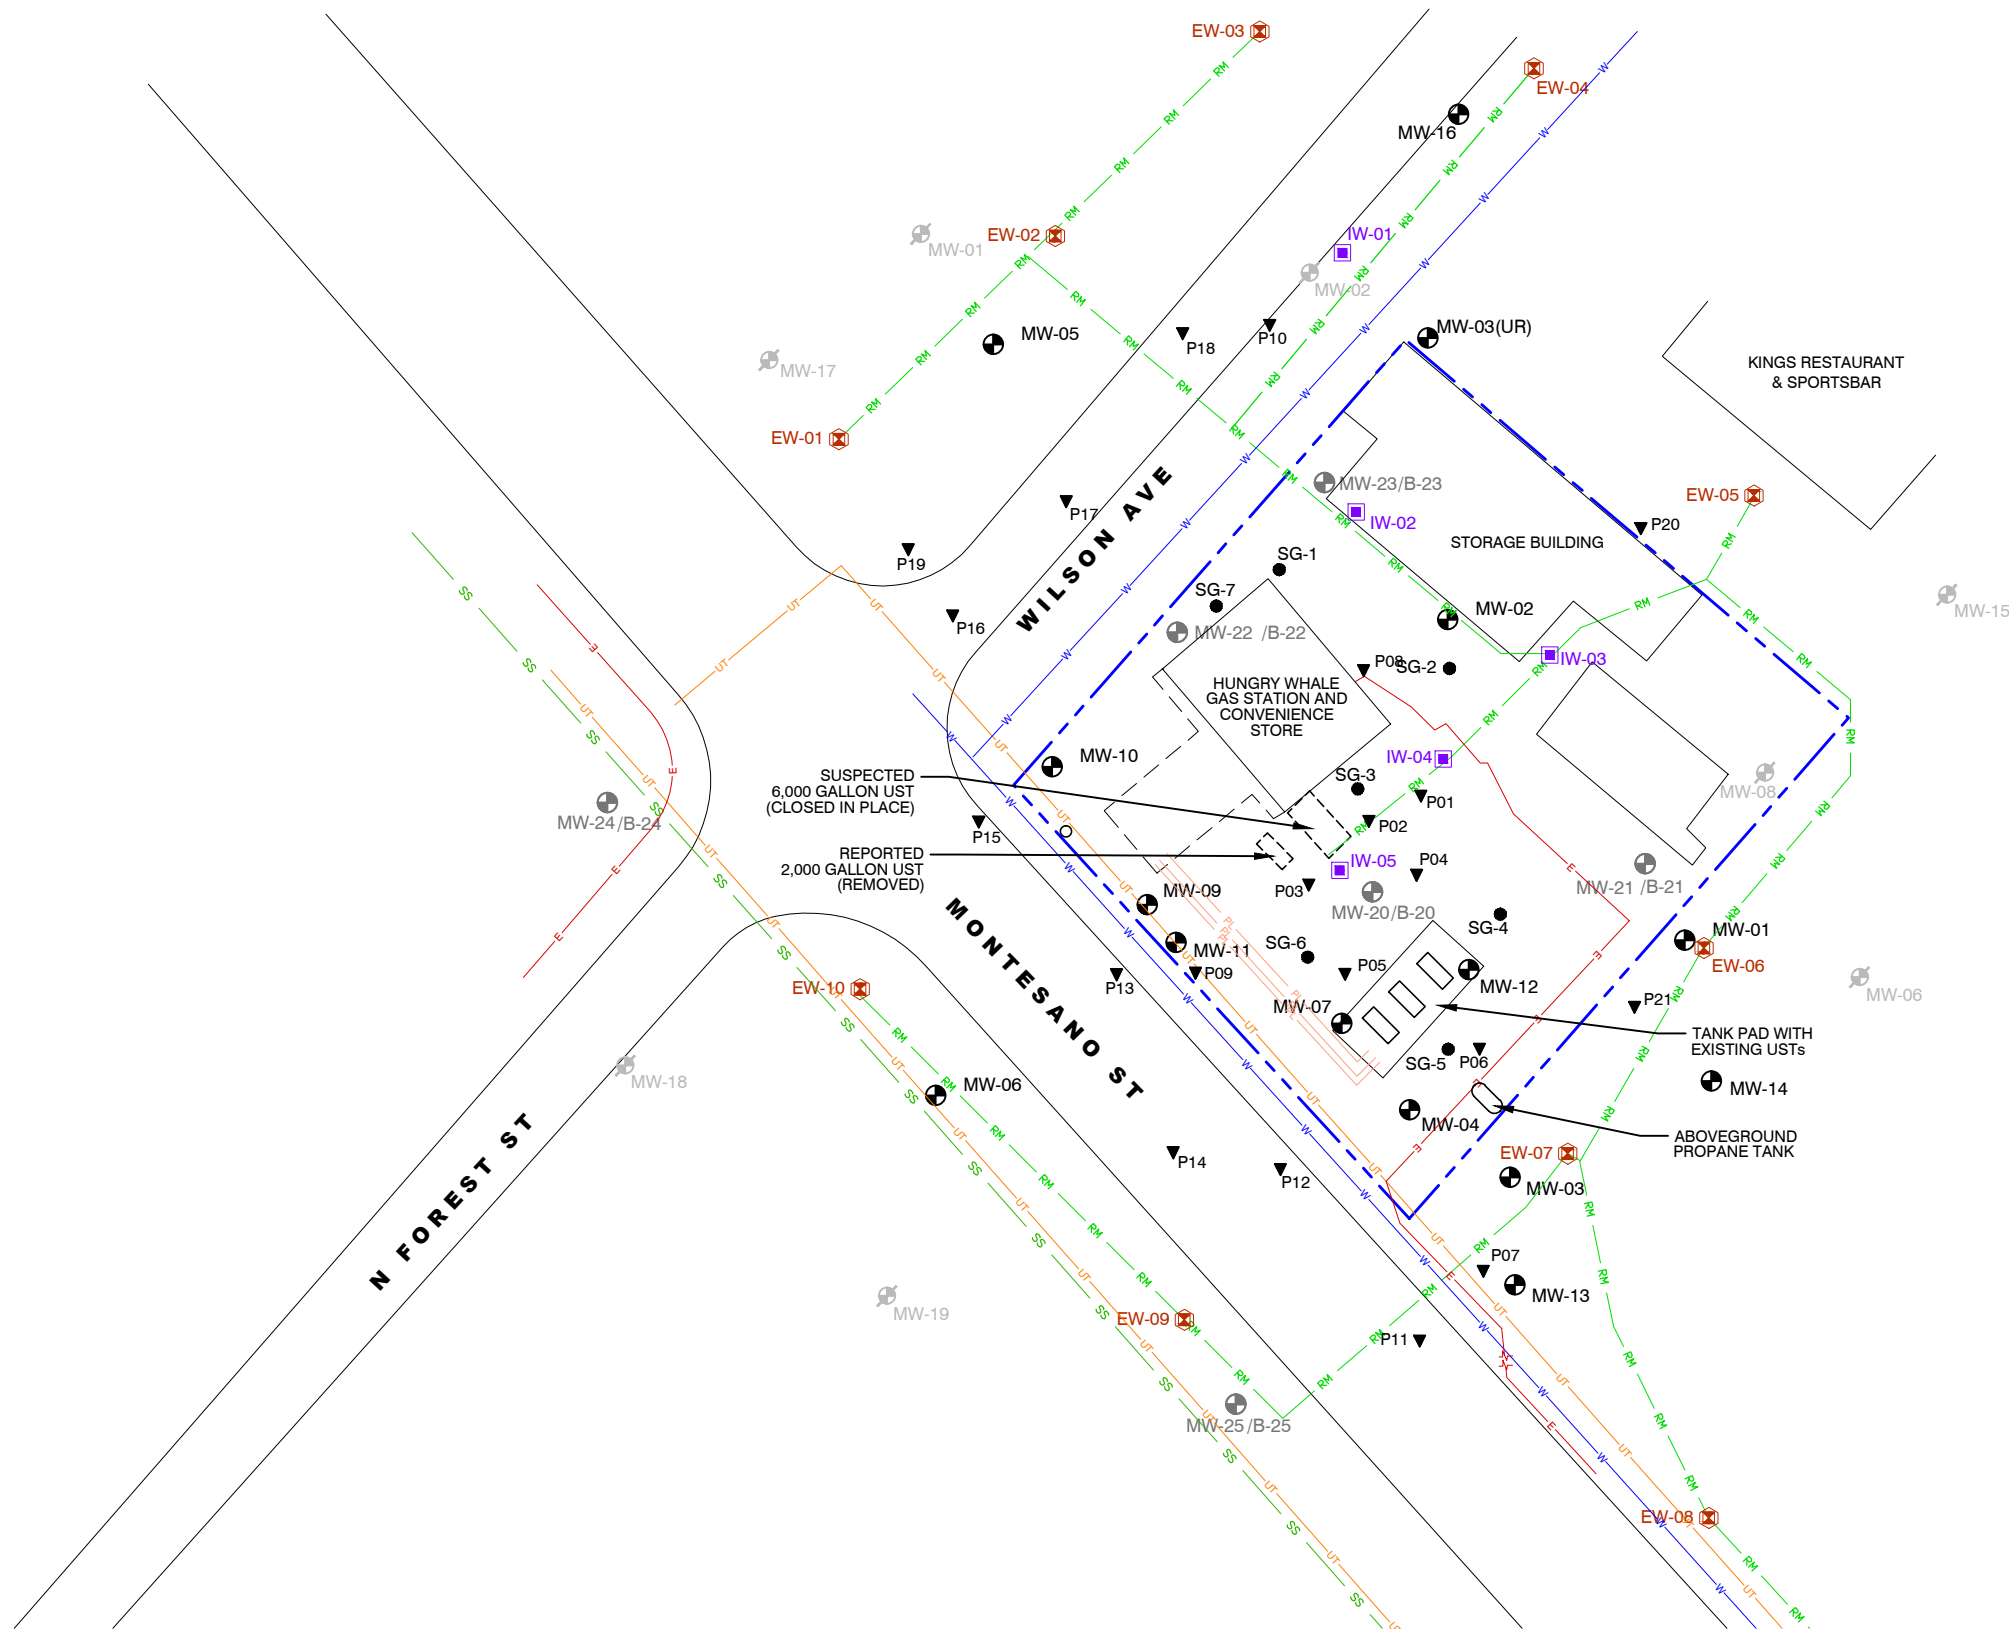 EW-03
EW-04
MW-16
EW-02
MW-01
IW-01
MW-02
MW-05
P18
P10
MW-03(UR)
KINGS RESTAURANT
& SPORTSBAR
MW-17
EW-01
WILSON AVE
MW-23/B-23
IW-02
EW-05
P20
STORAGE BUILDING
P17
P19
SG-1
SG-7
MW-02
MW-15
P16
MW-22 /B-22
P08
SG-2
IW-03
HUNGRY WHALE
GAS STATION AND
CONVENIENCE
STORE
MW-10
IW-04
SG-3
MW-08
SUSPECTED
6,000 GALLON UST
(CLOSED IN PLACE)
P01
MW-24/B-24
P15
P02
REPORTED
2,000 GALLON UST
(REMOVED)
IW-05
P04
P03
MW-09
MW-20/B-20
MW-21 /B-21
MONTESANO ST
MW-11
SG-6
SG-4
MW-01
EW-06
P13
P09
P05
MW-12
EW-10
MW-07
P21
MW-06
TANK PAD WITH
EXISTING USTs
SG-5
P06
MW-18
MW-06
MW-14
MW-04
ABOVEGROUND
PROPANE TANK
N FOREST ST
P14
P12
EW-07
MW-03
P07
MW-13
MW-19
EW-09
P11
MW-25/B-25
EW-08
RM
W
UT
SS
E
PL